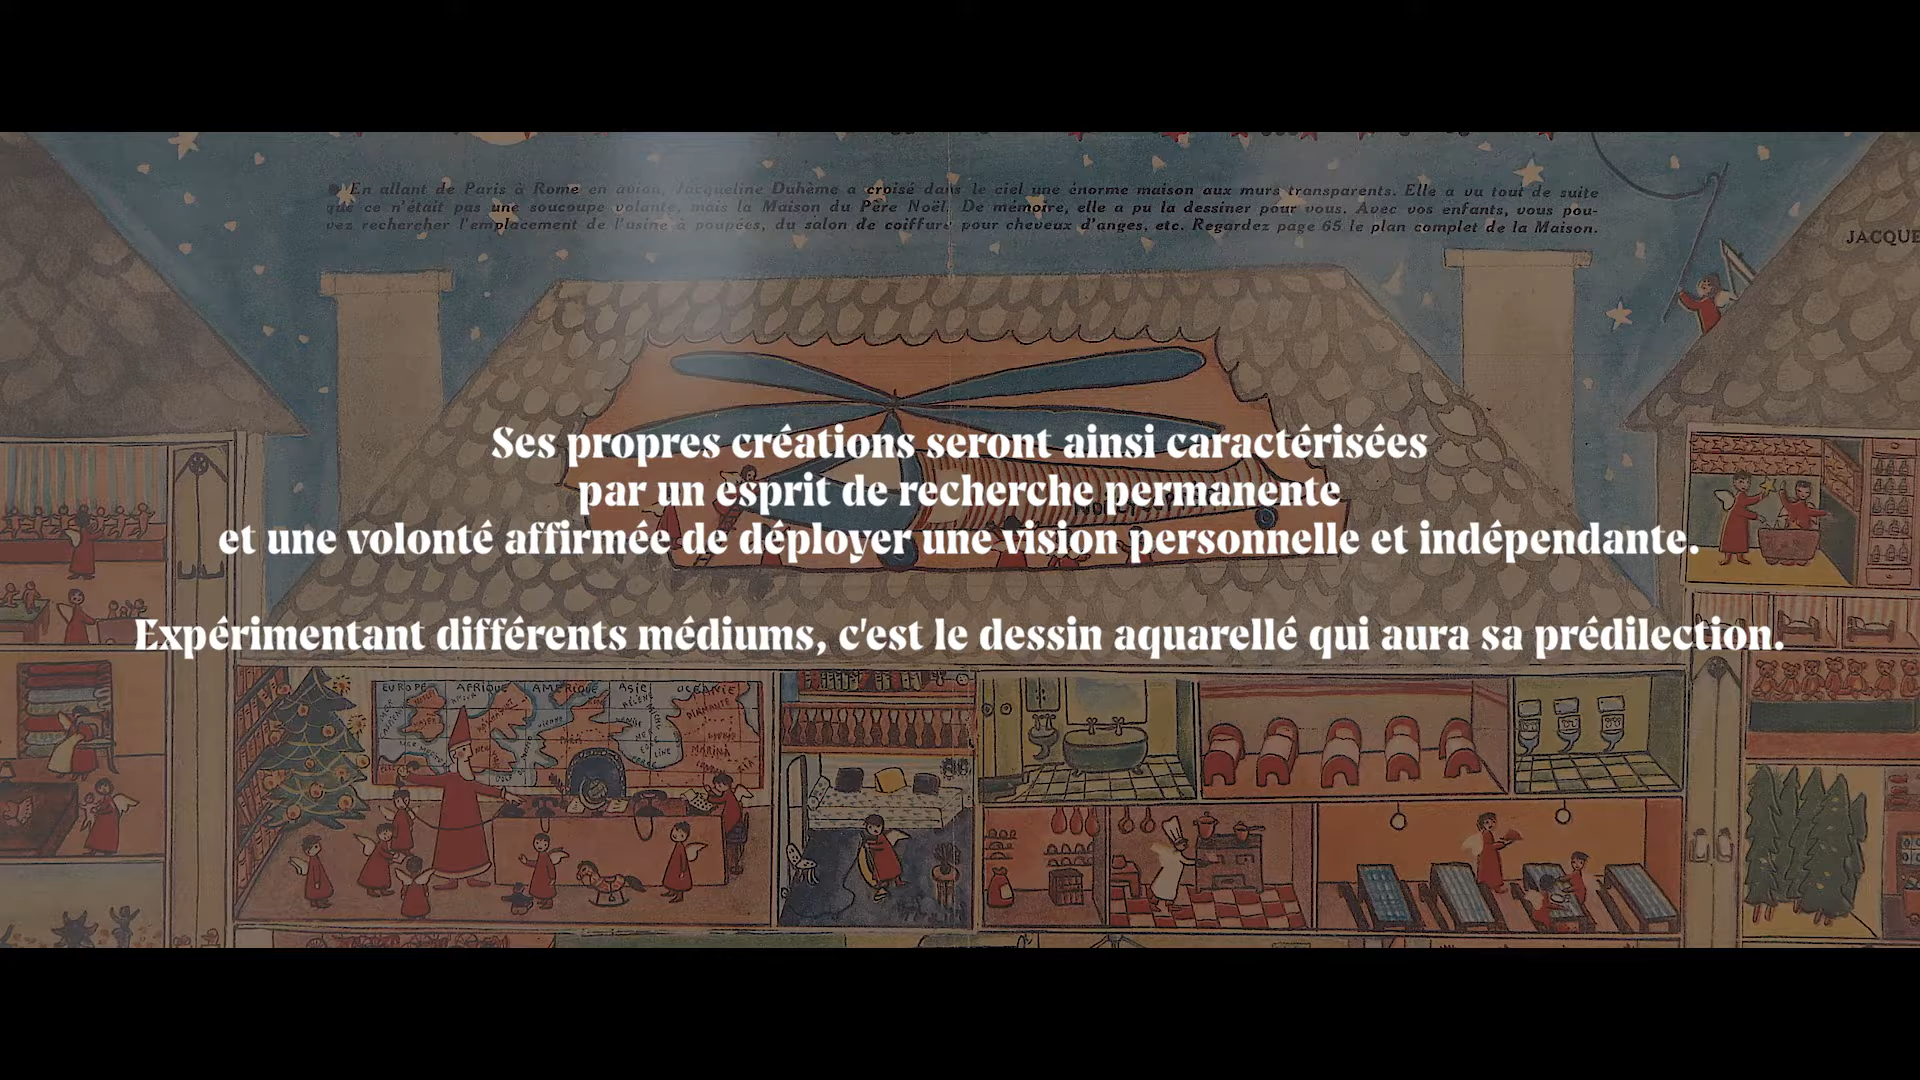 En allant de Paris à Rome en avion, Jacqueline Duhème a croisé dans le ciel une énorme maison aux murs transparents. Elle a vu tout de suite
que ce n'était pas une soucoupe volante, mais la Maison du Père Noël. De mémoire, elle a pu la dessiner pour vous. Avec vos enfants, vous pou-
vez rechercher l'emplacement de l'usine à poupées, du salon de coiffure pour cheveux d'anges, etc. Regardez page 65 le plan complet de la Maison.
JACQUE
Ses propres créations seront ainsi caractérisées
par un esprit de recherche permanente
et une volonté affirmée de déployer une vision personnelle et indépendante.
Expérimentant différents médiums, c'est le dessin aquarellé qui aura sa prédilection.
EUROPE AFRIQUE AMERIQUE ASIE OCEANIE